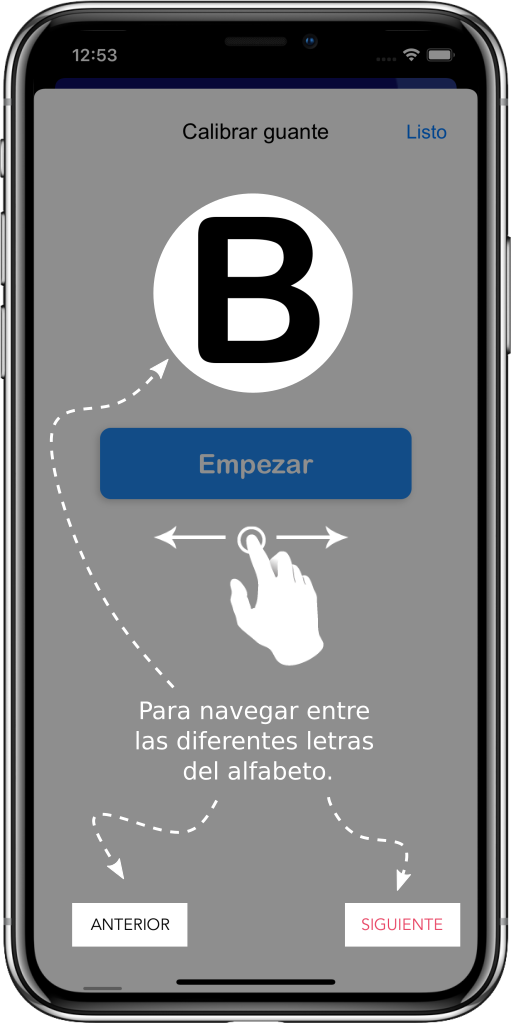 12:53
Calibrar guante
Listo
B
Empezar
Para navegar entre
las diferentes letras
del alfabeto.
ANTERIOR
SIGUIENTE